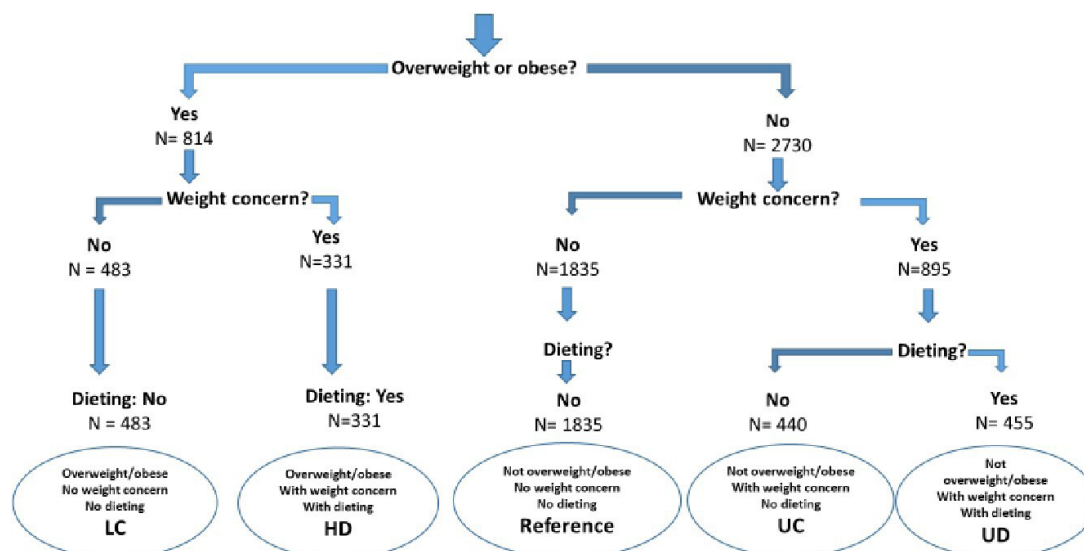 Overweight or obese?
Yes
N= 814
No
N= 2730
Weight concern?
Weight concern?
No
N = 483
Yes
N=331
No
N=1835
Yes
N=895
Dieting?
Dieting?
Dieting: No
N = 483
Dieting: Yes
N=331
No
N= 1835
No
N= 440
Yes
N= 455
Overweight/obese
No weight concern
No dieting
LC
Overweight/obese
With weight concern
With dieting
HD
Not overweight/obese
No weight concern
No dieting
Reference
Not overweight/obese
With weight concern
No dieting
UC
Not
overweight/obese
With weight concern
With dieting
UD